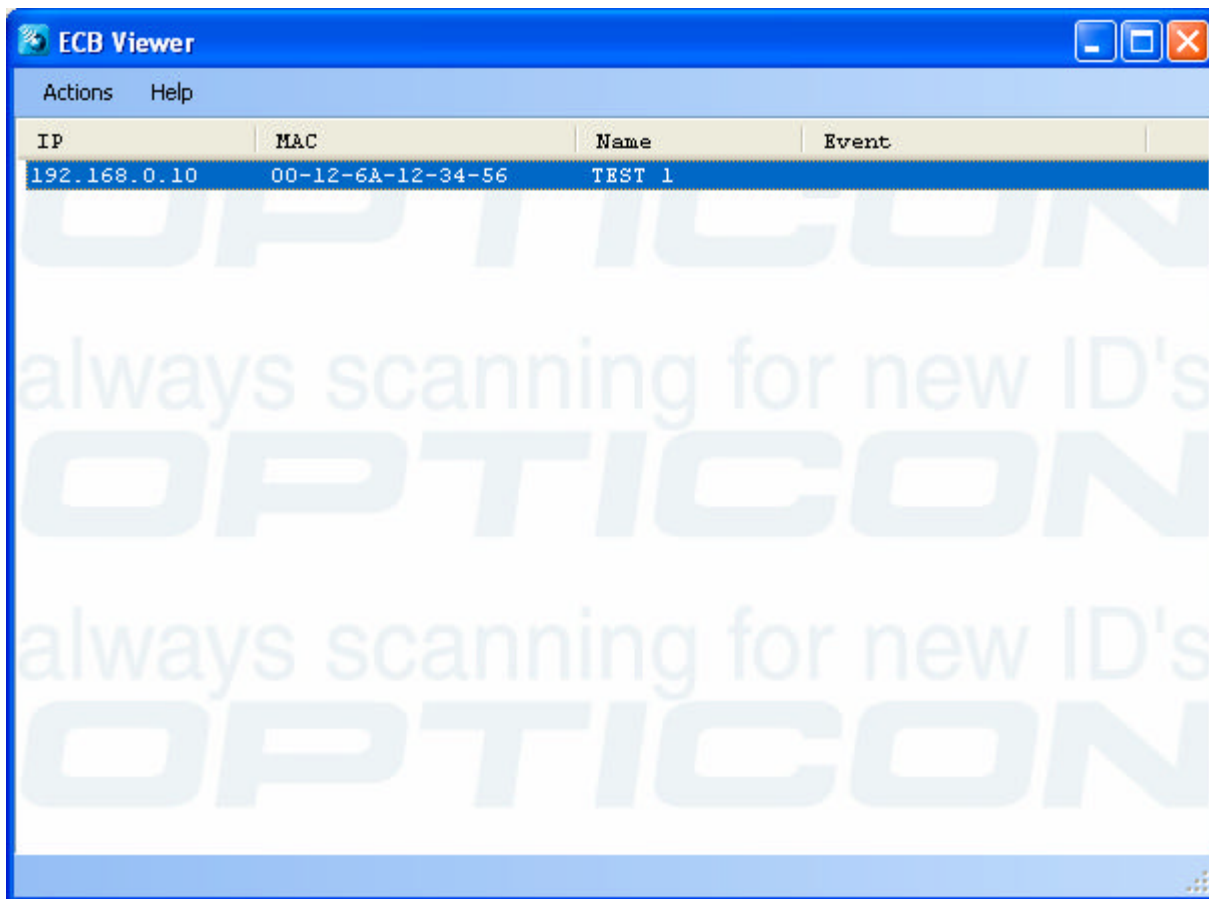 ECB Viewer
Actions Help
IP MAC Name Event
192.168.0.10 00-12-6A-12-34-56 TEST 1
OPTICON
always scanning for new ID's
OPTICON
always scanning for new ID's
OPTICON